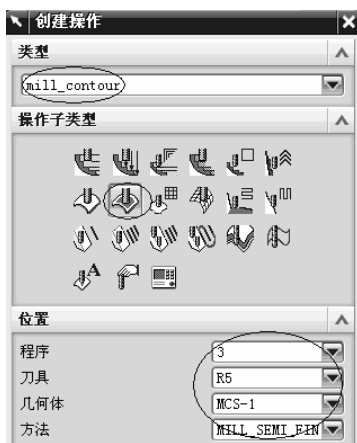 创建操作
类型
mill_contour
操作子类型
位置
程序 3
刀具 R5
几何体 MCS-1
方法 MILL_SEMI_FIN